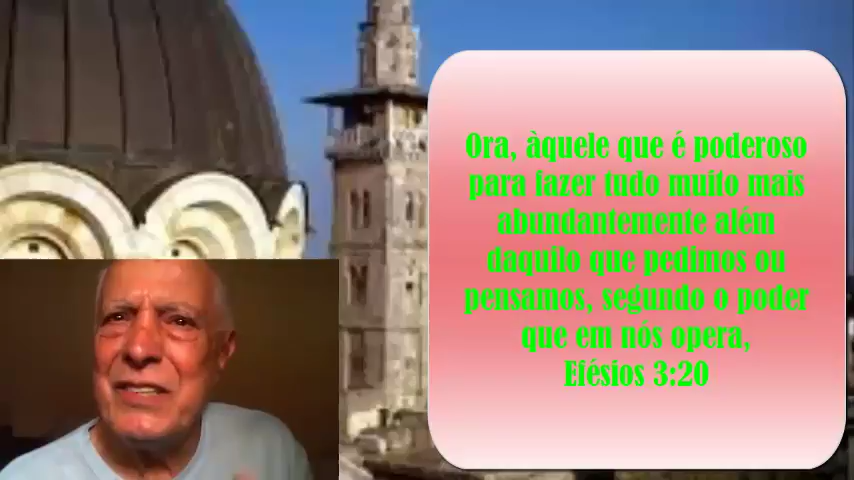 Ora, àquele que é poderoso
para fazer tudo muito mais
abundantemente além
daquilo que pedimos ou
pensamos, segundo o poder
que em nós opera,
Efésios 3:20